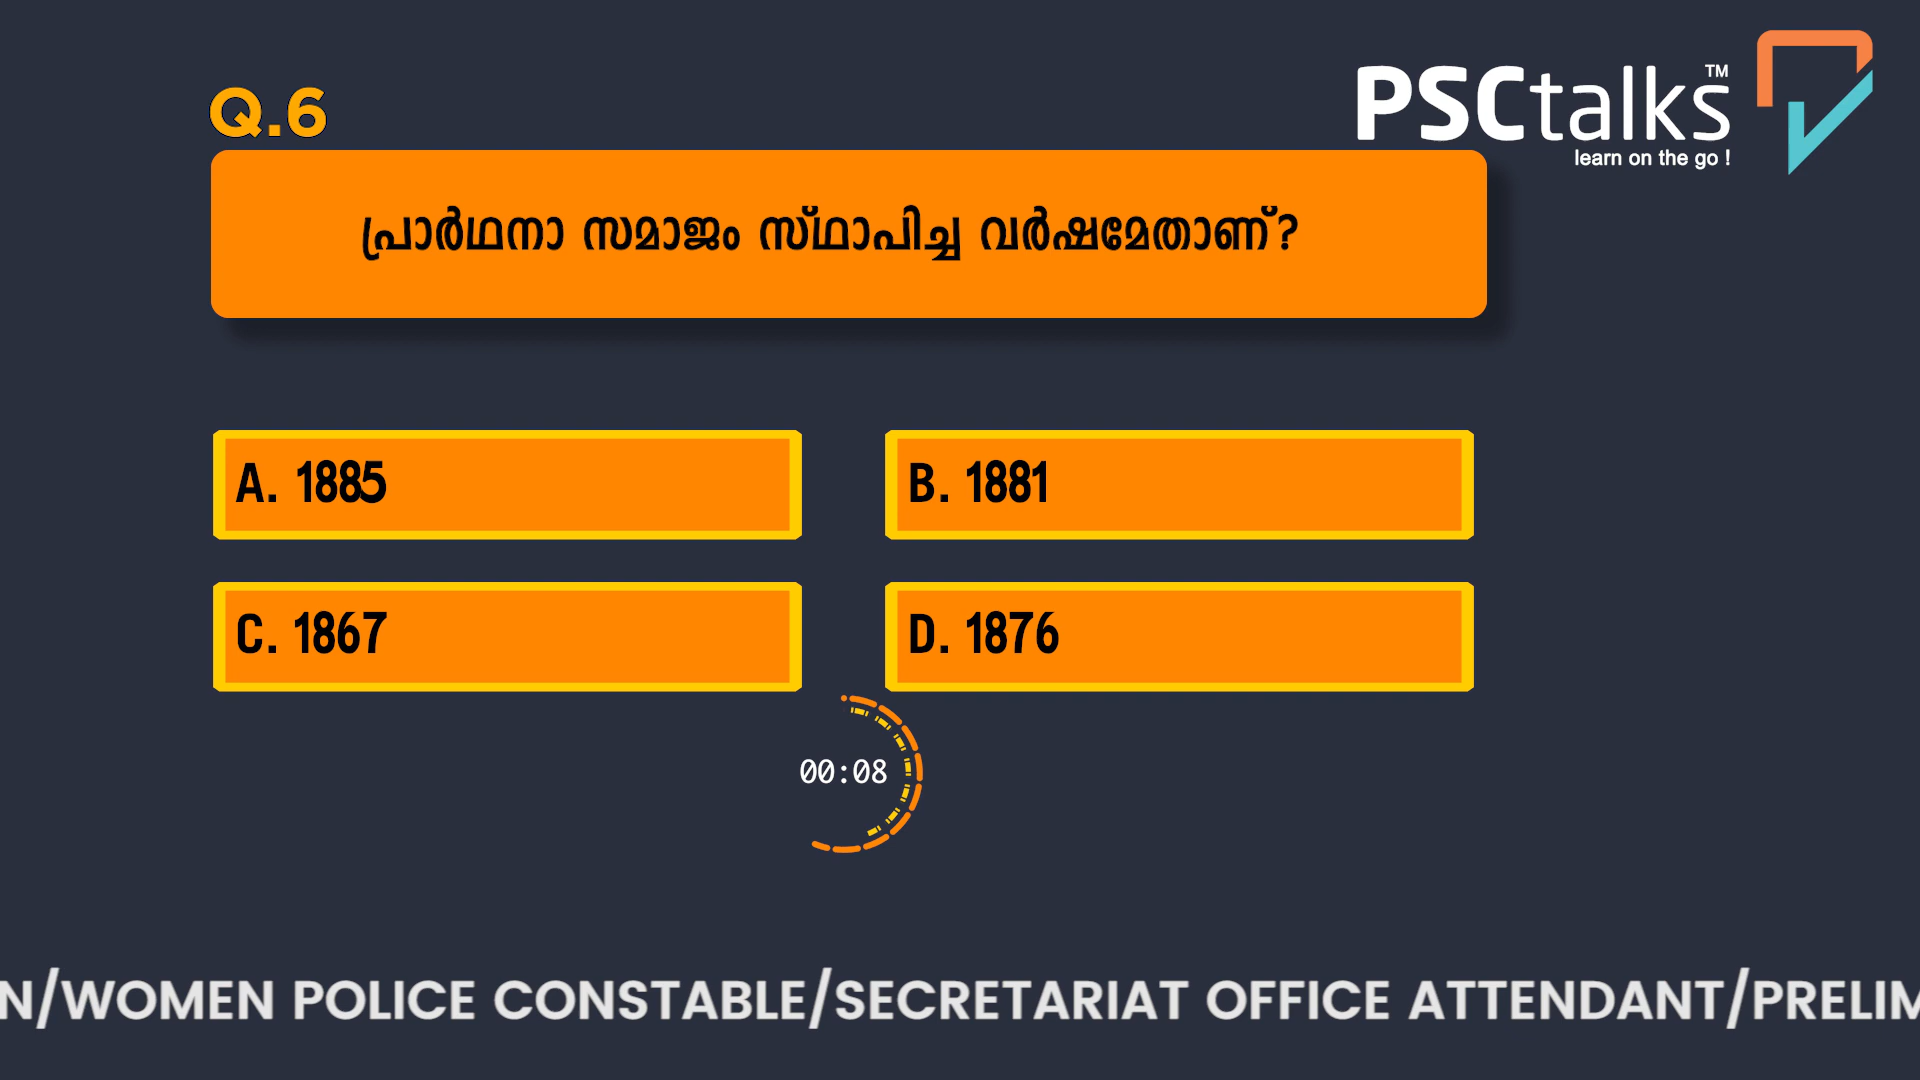 PSCtalks™
learn on the go !
Q.6
പ്രാർഥനാ സമാജം സ്ഥാപിച്ച വർഷമേതാണ്?
A. 1885
B. 1881
C. 1867
D. 1876
00:08
N/WOMEN POLICE CONSTABLE/SECRETARIAT OFFICE ATTENDANT/PRELIM